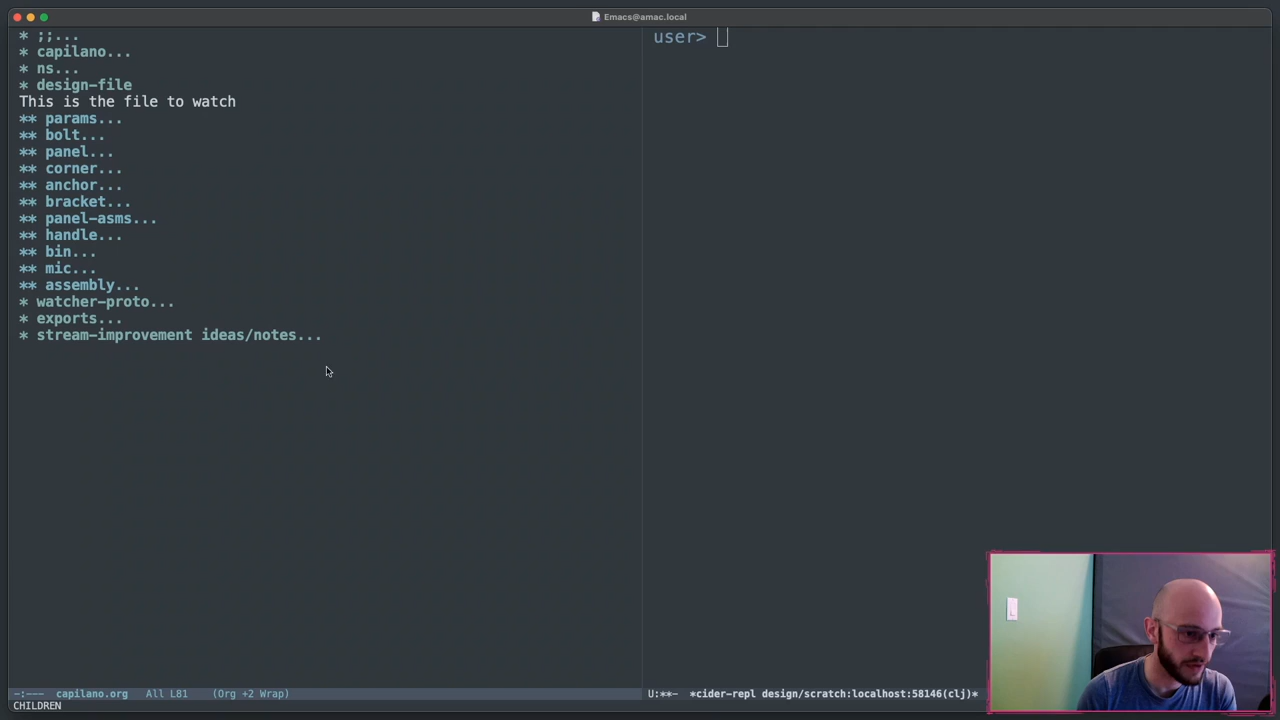 Emacs@amac.local
* ;;...
* capilano...
* ns...
* design-file
This is the file to watch
** params...
** bolt...
** panel...
** corner...
** anchor...
** bracket...
** panel-asms...
** handle...
** bin...
** mic...
** assembly...
* watcher-proto...
* exports...
* stream-improvement ideas/notes...
-:--- capilano.org All L81 (Org +2 Wrap)
CHILDREN
user>
U:**- *cider-repl design/scratch:localhost:58146(clj)*